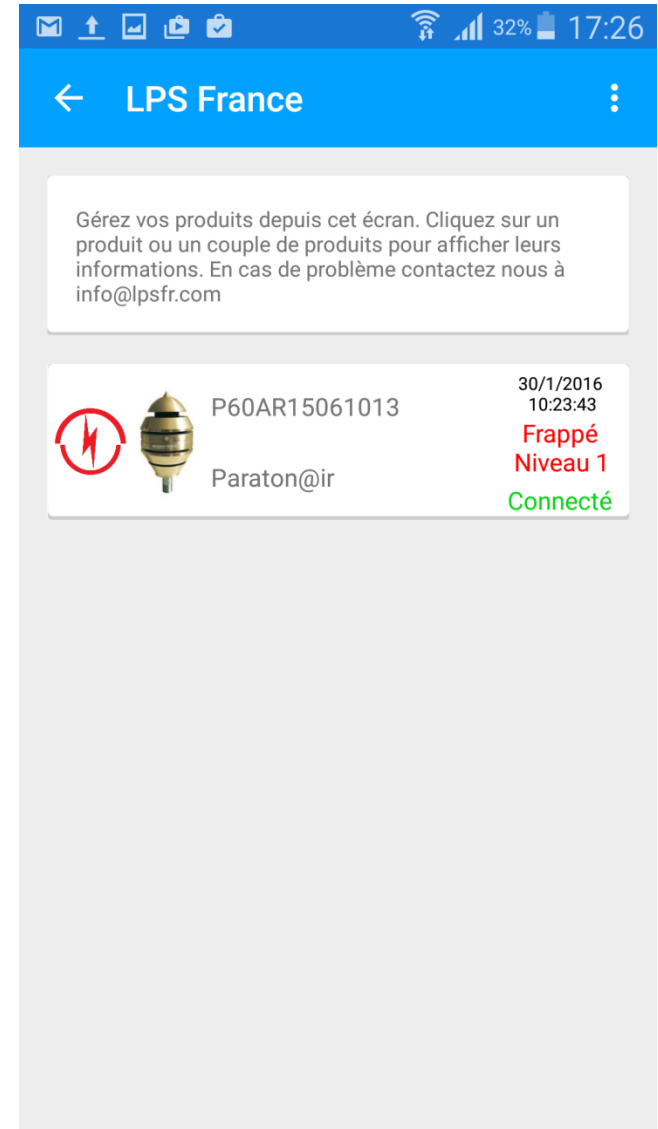 32% 17:26
LPS France
Gérez vos produits depuis cet écran. Cliquez sur un
produit ou un couple de produits pour afficher leurs
informations. En cas de problème contactez nous à
info@lpsfr.com
P60AR15061013
Paraton@ir
30/1/2016
10:23:43
Frappé
Niveau 1
Connecté